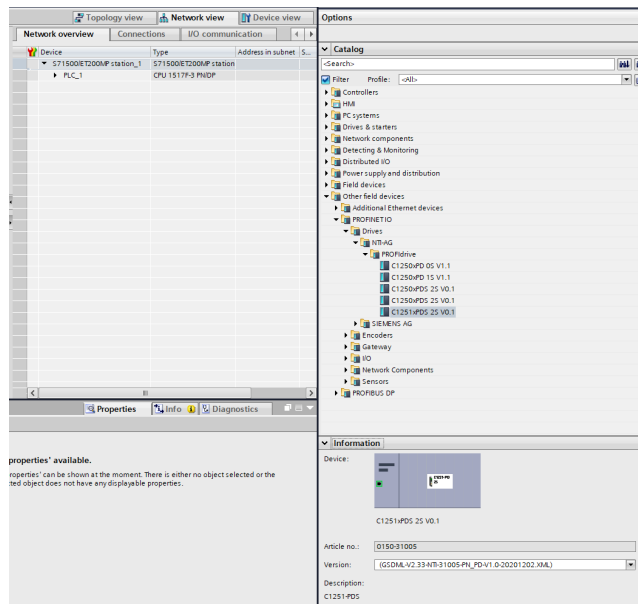 Topology view
Network view
Device view
Options
Network overview
Connections
I/O communication
Device
Type
Address in subnet
S...
S71500/ET200MP station_1
S71500/ET200MP station
PLC_1
CPU 1517F-3 PN/DP
Catalog
<Search>
Filter
Profile:
<All>
Controllers
HMI
PC systems
Drives & starters
Network components
Detecting & Monitoring
Distributed I/O
Power supply and distribution
Field devices
Other field devices
Additional Ethernet devices
PROFINET IO
Drives
NTI-AG
PROFIdrive
C1250xPD 0S V1.1
C1250xPD 1S V1.1
C1250xPDS 2S V0.1
C1250xPDS 2S V0.1
C1251xPDS 2S V0.1
SIEMENS AG
Encoders
Gateway
I/O
Network Components
Sensors
PROFIBUS DP
Properties
Info
Diagnostics
properties' available.
roperties' can be shown at the moment. There is either no object selected or the
cted object does not have any displayable properties.
Information
Device:
C1251xPDS 2S V0.1
Article no.:
0150-31005
Version:
(GSDML-V2.33-NTI-31005-PN_PD-V1.0-20201202.XML)
Description:
C1251-PDS